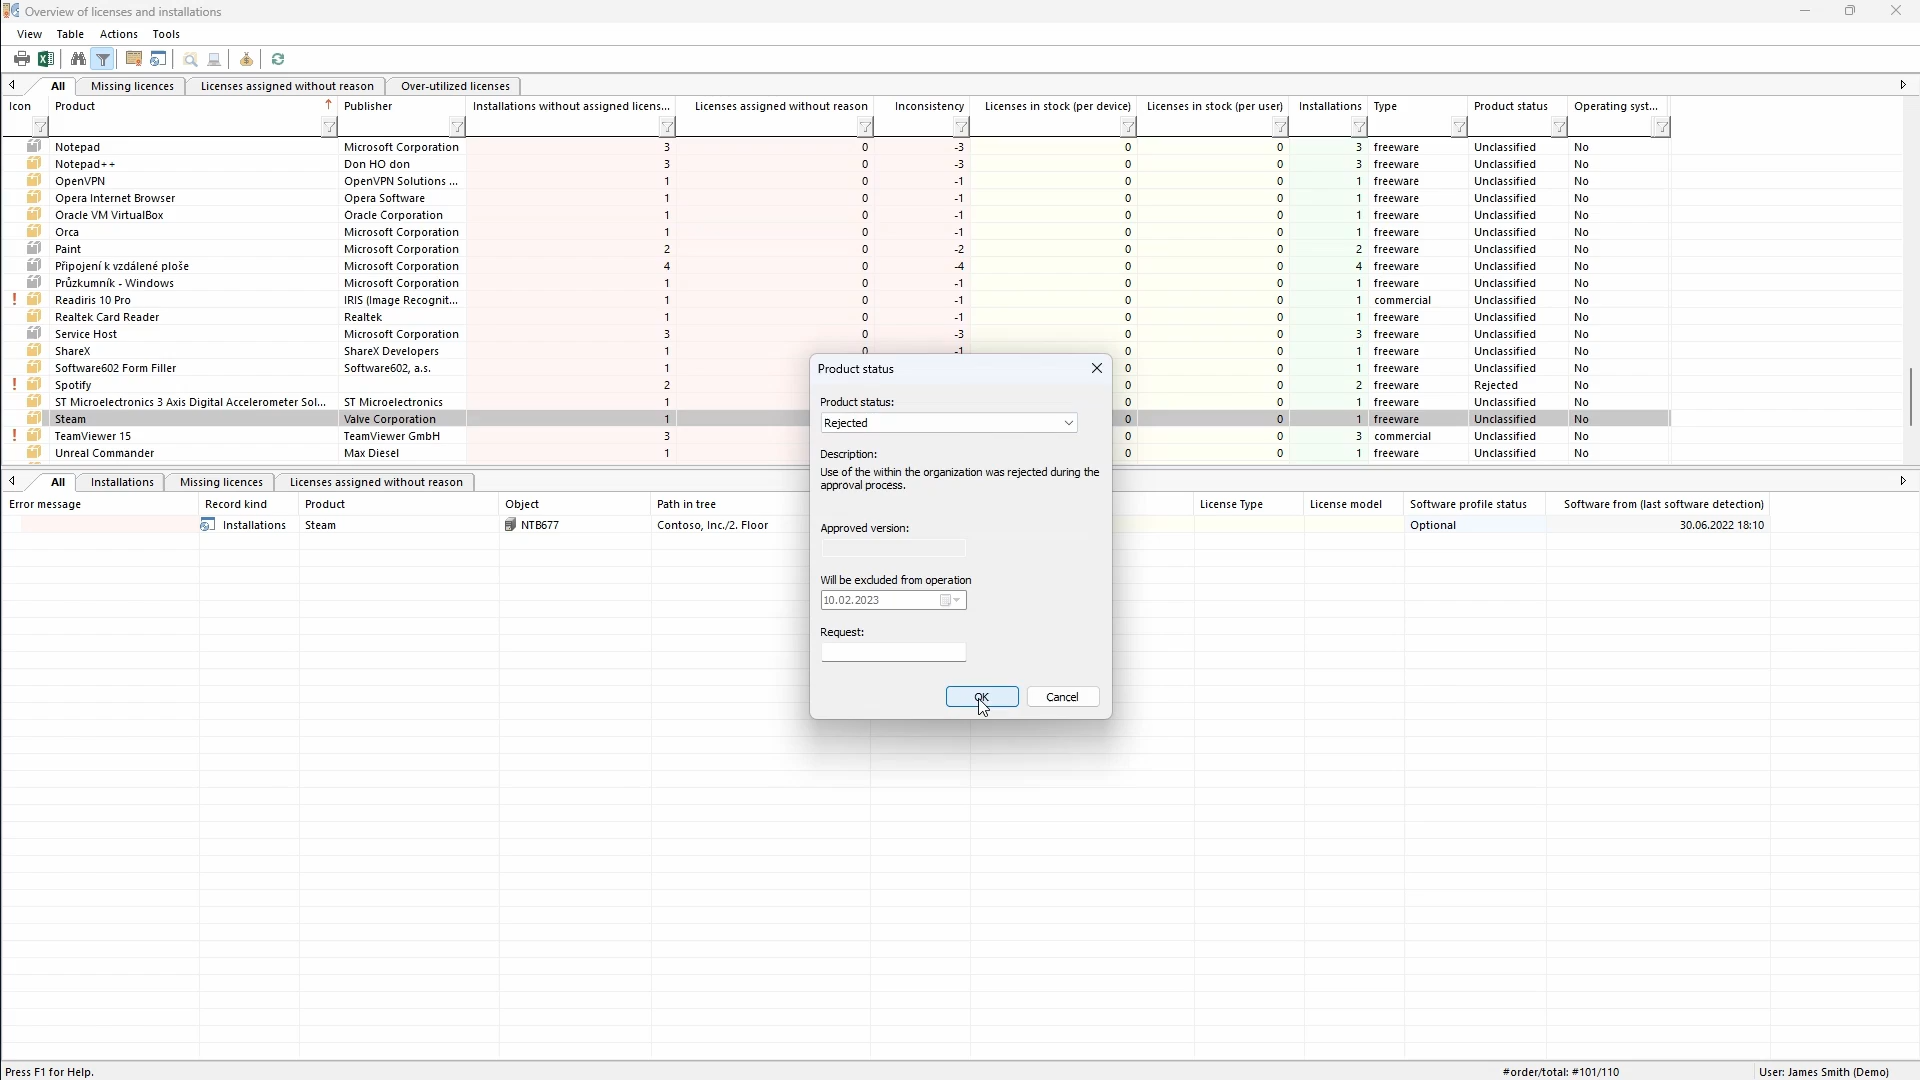 Overview of licenses and installations
View Table Actions Tools
All Missing licences Licenses assigned without reason Over-utilized licenses
Icon Product Publisher Installations without assigned licens... Licenses assigned without reason Inconsistency Licenses in stock (per device) Licenses in stock (per user) Installations Type Product status Operating syst...
Notepad Microsoft Corporation 3 0 -3 0 0 3 freeware Unclassified No
Notepad++ Don HO don 3 0 -3 0 0 3 freeware Unclassified No
OpenVPN OpenVPN Solutions ... 1 0 -1 0 0 1 freeware Unclassified No
Opera Internet Browser Opera Software 1 0 -1 0 0 1 freeware Unclassified No
Oracle VM VirtualBox Oracle Corporation 1 0 -1 0 0 1 freeware Unclassified No
Orca Microsoft Corporation 1 0 -1 0 0 1 freeware Unclassified No
Paint Microsoft Corporation 2 0 -2 0 0 2 freeware Unclassified No
Připojení k vzdálené ploše Microsoft Corporation 4 0 -4 0 0 4 freeware Unclassified No
Průzkumník - Windows Microsoft Corporation 1 0 -1 0 0 1 freeware Unclassified No
! Readiris 10 Pro IRIS (Image Recognit... 1 0 -1 0 0 1 commercial Unclassified No
Realtek Card Reader Realtek 1 0 -1 0 0 1 freeware Unclassified No
Service Host Microsoft Corporation 3 0 -3 0 0 3 freeware Unclassified No
ShareX ShareX Developers 1 0 -1 0 0 1 freeware Unclassified No
Software602 Form Filler Software602, a.s. 1 0 0 1 freeware Unclassified No
! Spotify 2 0 0 2 freeware Rejected No
ST Microelectronics 3 Axis Digital Accelerometer Sol... ST Microelectronics 1 0 0 1 freeware Unclassified No
Steam Valve Corporation 1 0 0 1 freeware Unclassified No
! TeamViewer 15 TeamViewer GmbH 3 0 0 3 commercial Unclassified No
Unreal Commander Max Diesel 1 0 0 1 freeware Unclassified No
Product status
Product status:
Rejected
Description:
Use of the within the organization was rejected during the
approval process.
Approved version:
Will be excluded from operation
10.02.2023
Request:
OK Cancel
All Installations Missing licences Licenses assigned without reason
Error message Record kind Product Object Path in tree License Type License model Software profile status Software from (last software detection)
Installations Steam NTB677 Contoso, Inc./2. Floor Optional 30.06.2022 18:10
Press F1 for Help. #order/total: #101/110 User: James Smith (Demo)